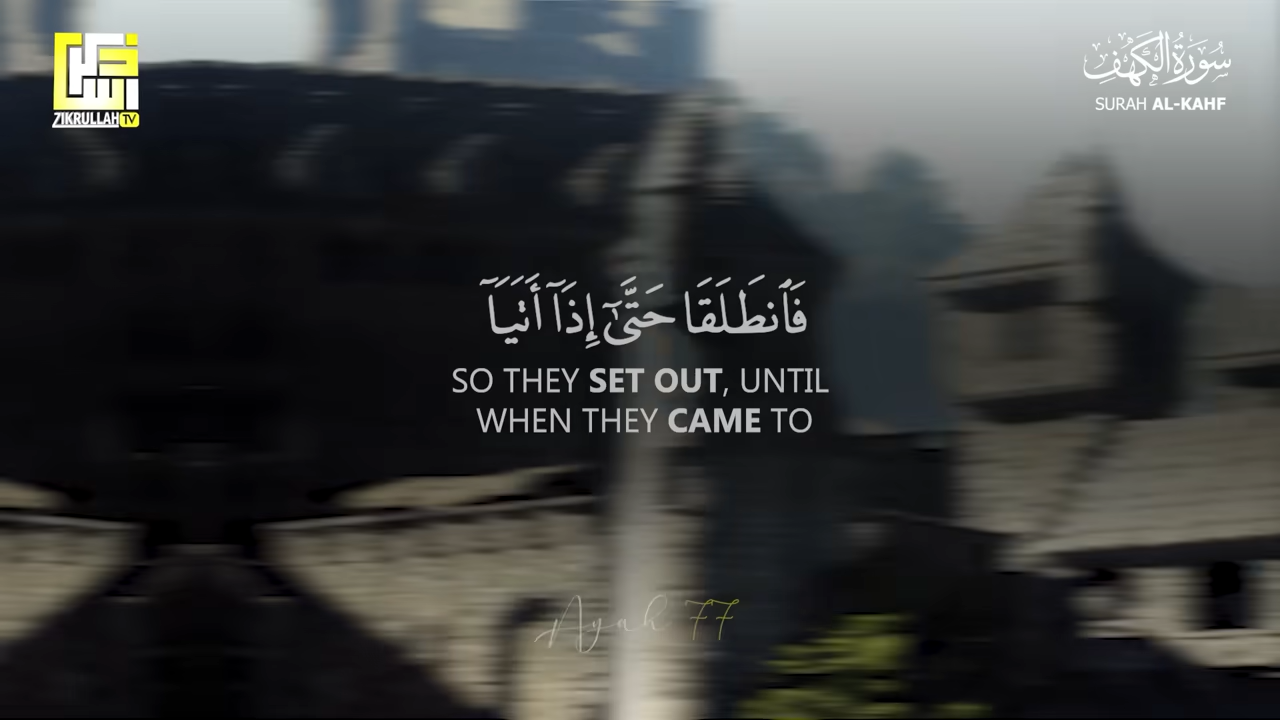 ذكر الله
ZIKRULLAH TV
سُورَةُ الكَهْفِ
SURAH AL-KAHF
فَٱنطَلَقَا حَتَّىٰٓ إِذَآ أَتَيَآ
SO THEY SET OUT, UNTIL
WHEN THEY CAME TO
Ayah 77